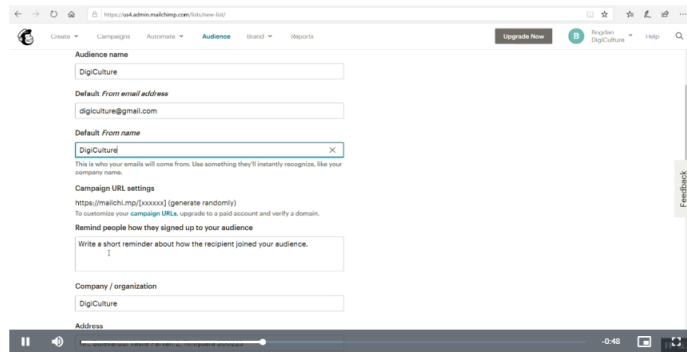 https://us4.admin.mailchimp.com/lists/new-list/
Create Campaigns Automate Audience Brand Reports Upgrade Now B Bogdan Help
DigiCulture
Audience name
DigiCulture
Default From email address
digiculture@gmail.com
Default From name
DigiCulture
This is who your emails will come from. Use something they'll instantly recognize, like your
company name.
Campaign URL settings
https://mailchi.mp/[xxxxxx] (generate randomly)
To customize your campaign URLs, upgrade to a paid account and verify a domain.
Remind people how they signed up to your audience
Write a short reminder about how the recipient joined your audience.
Company / organization
DigiCulture
Address
-0:48
Feedback